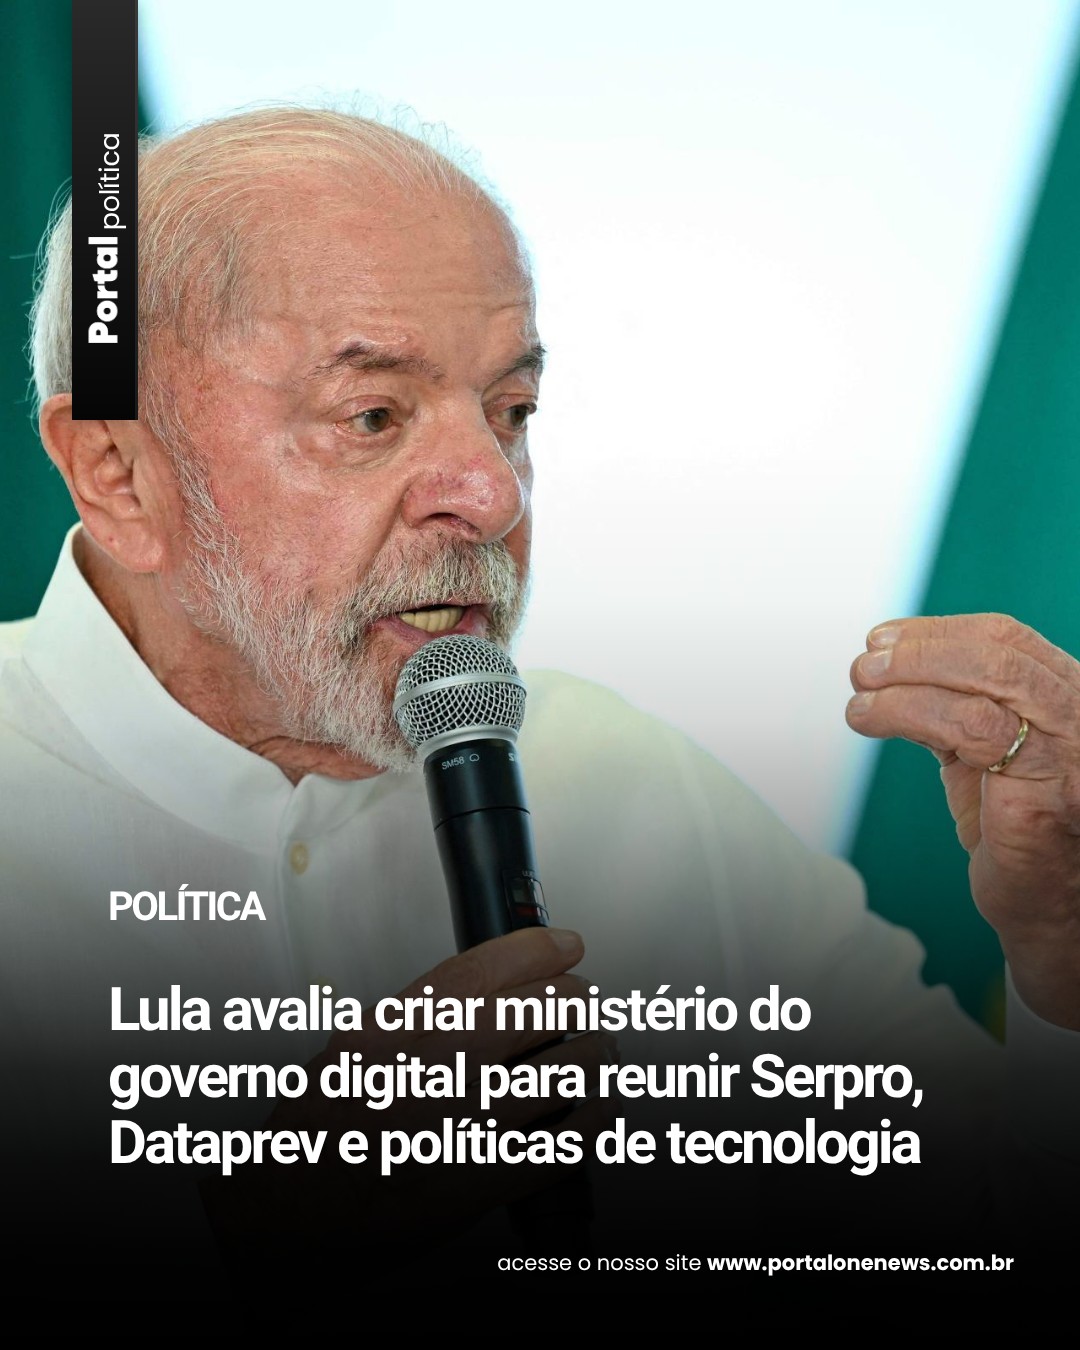 Portal política
SM58
POLÍTICA
Lula avalia criar ministério do
governo digital para reunir Serpro,
Dataprev e políticas de tecnologia
acesse o nosso site www.portalonenews.com.br